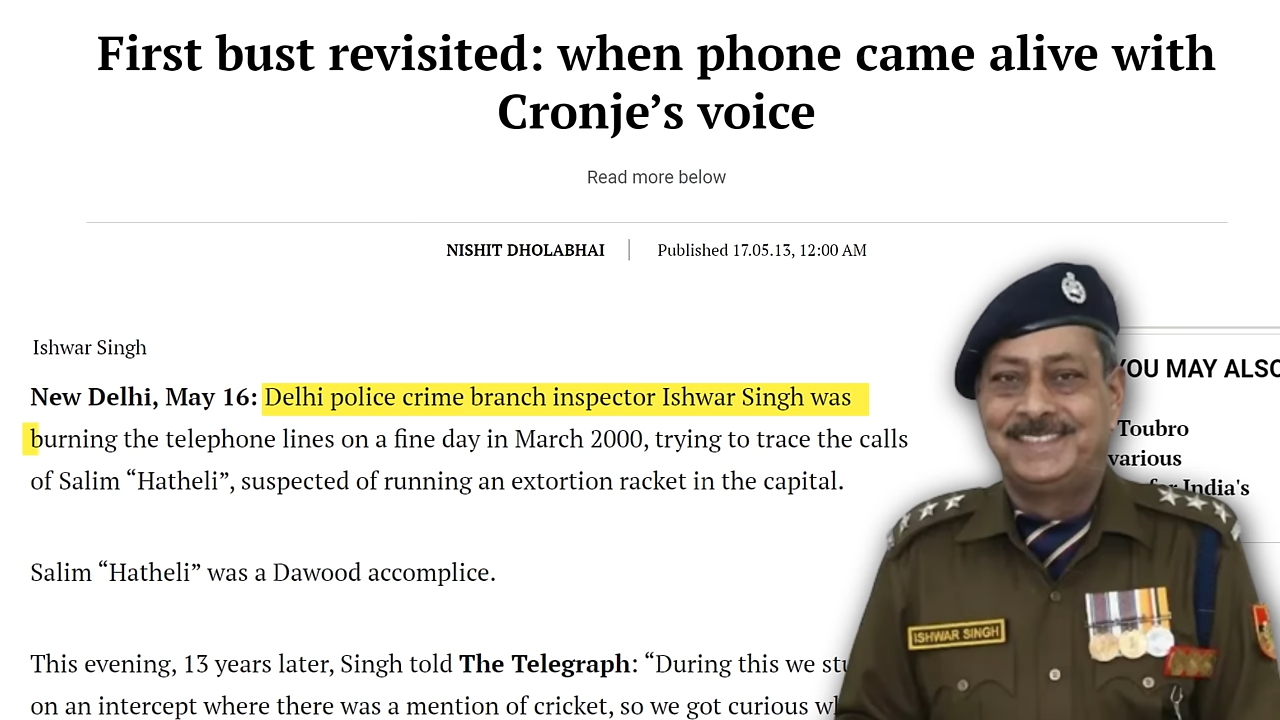 First bust revisited: when phone came alive with
Cronje’s voice
Read more below
NISHIT DHOLABHAI
Published 17.05.13, 12:00 AM
Ishwar Singh
New Delhi, May 16: Delhi police crime branch inspector Ishwar Singh was
burning the telephone lines on a fine day in March 2000, trying to trace the calls
of Salim “Hatheli”, suspected of running an extortion racket in the capital.
Salim “Hatheli” was a Dawood accomplice.
This evening, 13 years later, Singh told The Telegraph: “During this we
on an intercept where there was a mention of cricket, so we got curious
YOU MAY ALSO
Toubro
various
for India's
ISHWAR SINGH